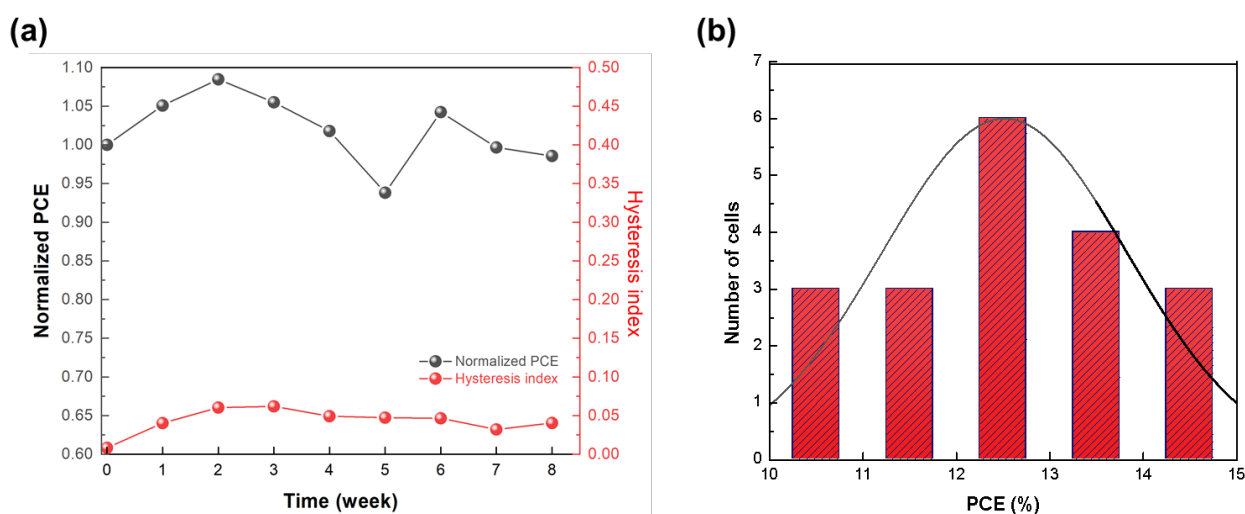 (a)
1.10
1.05
1.00
0.95
0.90
0.85
0.80
0.75
0.70
0.65
0.60
Normalized PCE
0.50
0.45
0.40
0.35
0.30
0.25
0.20
0.15
0.10
0.05
0.00
Hysteresis index
Normalized PCE
Hysteresis index
0 1 2 3 4 5 6 7 8
Time (week)
(b)
7
6
5
4
3
2
1
0
Number of cells
10 11 12 13 14 15
PCE (%)